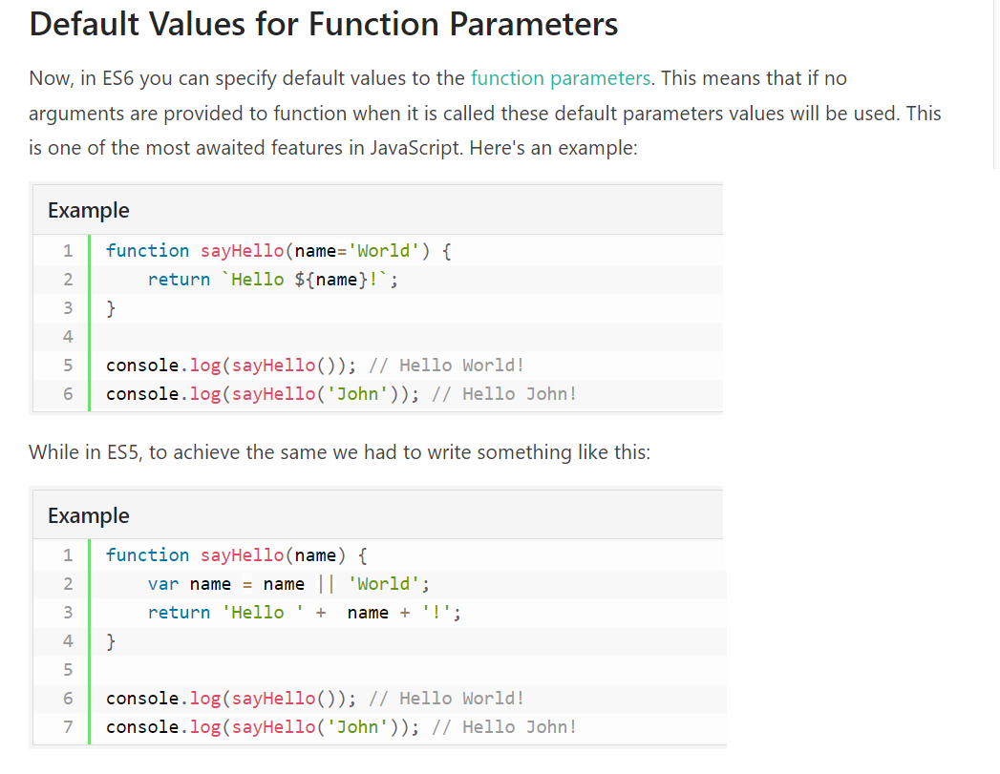 Default Values for Function Parameters
Now, in ES6 you can specify default values to the function parameters. This means that if no
arguments are provided to function when it is called these default parameters values will be used. This
is one of the most awaited features in JavaScript. Here's an example:
Example
1 function sayHello(name='World') {
2     return `Hello ${name}!`;
3 }
4
5 console.log(sayHello()); // Hello World!
6 console.log(sayHello('John')); // Hello John!
While in ES5, to achieve the same we had to write something like this:
Example
1 function sayHello(name) {
2     var name = name || 'World';
3     return 'Hello ' +  name + '!';
4 }
5
6 console.log(sayHello()); // Hello World!
7 console.log(sayHello('John')); // Hello John!